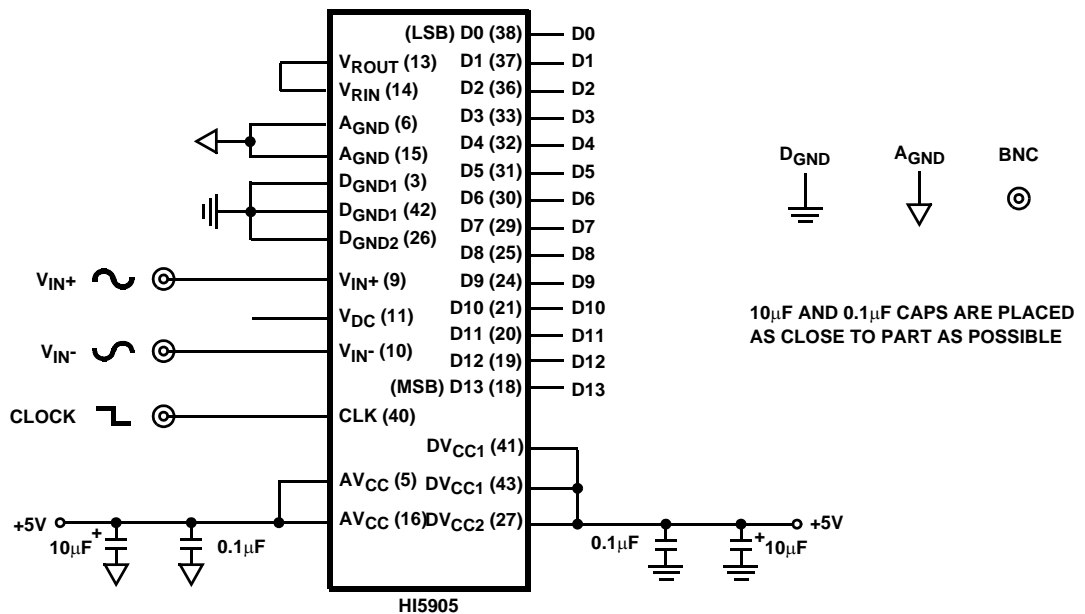 (LSB) D0 (38) D0
VROUT (13) D1 (37) D1
VRIN (14) D2 (36) D2
D3 (33) D3
AGND (6) D4 (32) D4
AGND (15) D5 (31) D5
DGND1 (3) D6 (30) D6
DGND1 (42) D7 (29) D7
DGND2 (26) D8 (25) D8
VIN+ VIN+ (9) D9 (24) D9
VDC (11) D10 (21) D10
D11 (20) D11
VIN- VIN- (10) D12 (19) D12
(MSB) D13 (18) D13
CLOCK CLK (40)
DVCC1 (41)
AVCC (5) DVCC1 (43)
+5V AVCC (16) DVCC2 (27) +5V
10μF + 0.1μF 0.1μF + 10μF
HI5905
DGND AGND BNC
10μF AND 0.1μF CAPS ARE PLACED
AS CLOSE TO PART AS POSSIBLE